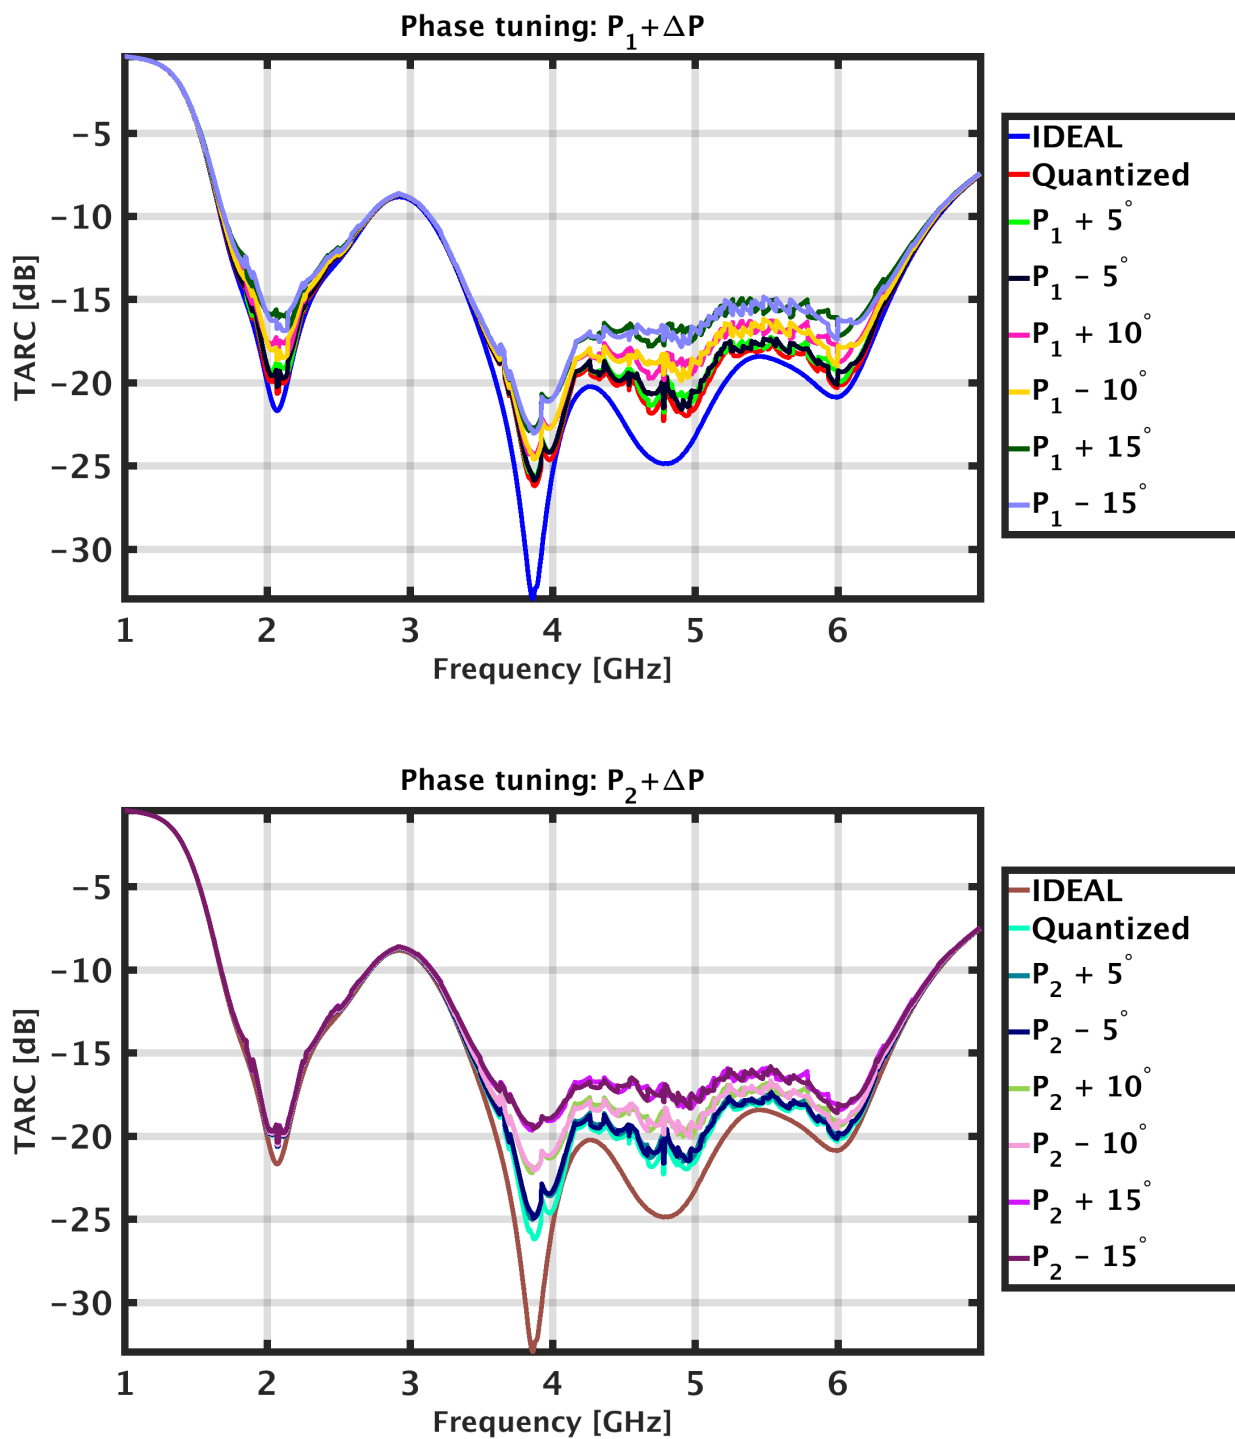 Phase tuning: P₁+ΔP
TARC [dB]
−5
−10
−15
−20
−25
−30
1 2 3 4 5 6
Frequency [GHz]
IDEAL
Quantized
P₁ + 5°
P₁ − 5°
P₁ + 10°
P₁ − 10°
P₁ + 15°
P₁ − 15°
Phase tuning: P₂+ΔP
TARC [dB]
−5
−10
−15
−20
−25
−30
1 2 3 4 5 6
Frequency [GHz]
IDEAL
Quantized
P₂ + 5°
P₂ − 5°
P₂ + 10°
P₂ − 10°
P₂ + 15°
P₂ − 15°